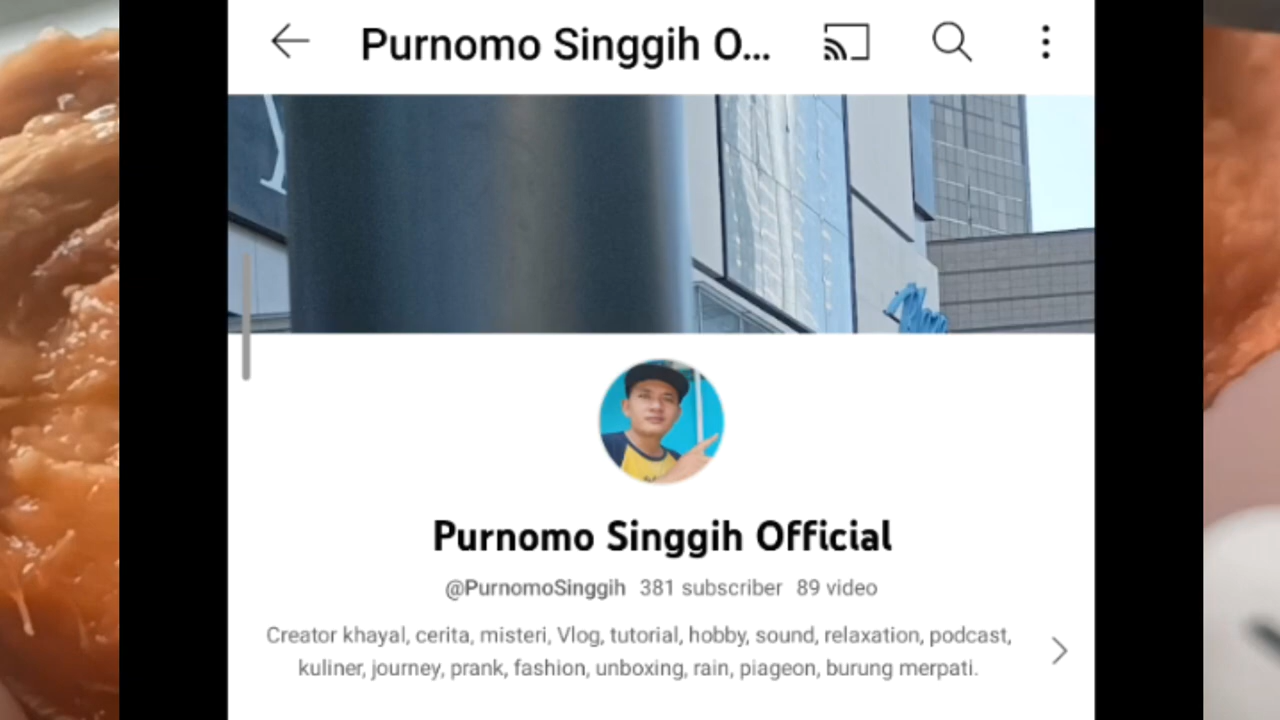 Purnomo Singgih O...
Y
Purnomo Singgih Official
@PurnomoSinggih 381 subscriber 89 video
Creator khayal, cerita, misteri, Vlog, tutorial, hobby, sound, relaxation, podcast,
kuliner, journey, prank, fashion, unboxing, rain, piageon, burung merpati.